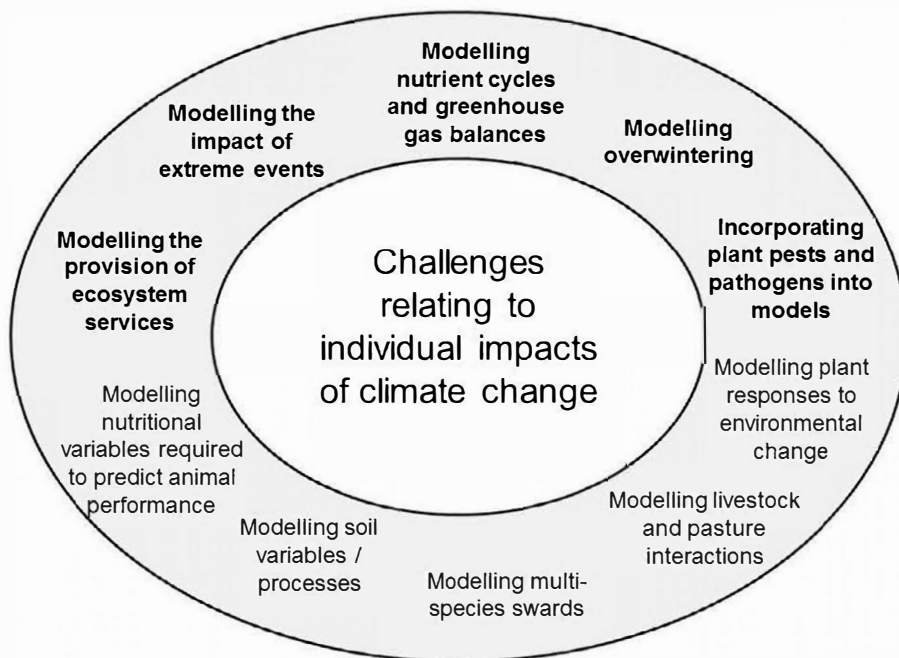 Modelling
nutrient cycles
and greenhouse
gas balances
Modelling
overwintering
Incorporating
plant pests and
pathogens into
models
Modelling plant
responses to
environmental
change
Modelling livestock
and pasture
interactions
Modelling multi-
species swards
Modelling soil
variables /
processes
Modelling
nutritional
variables required
to predict animal
performance
Modelling the
provision of
ecosystem
services
Modelling the
impact of
extreme events
Challenges
relating to
individual impacts
of climate change